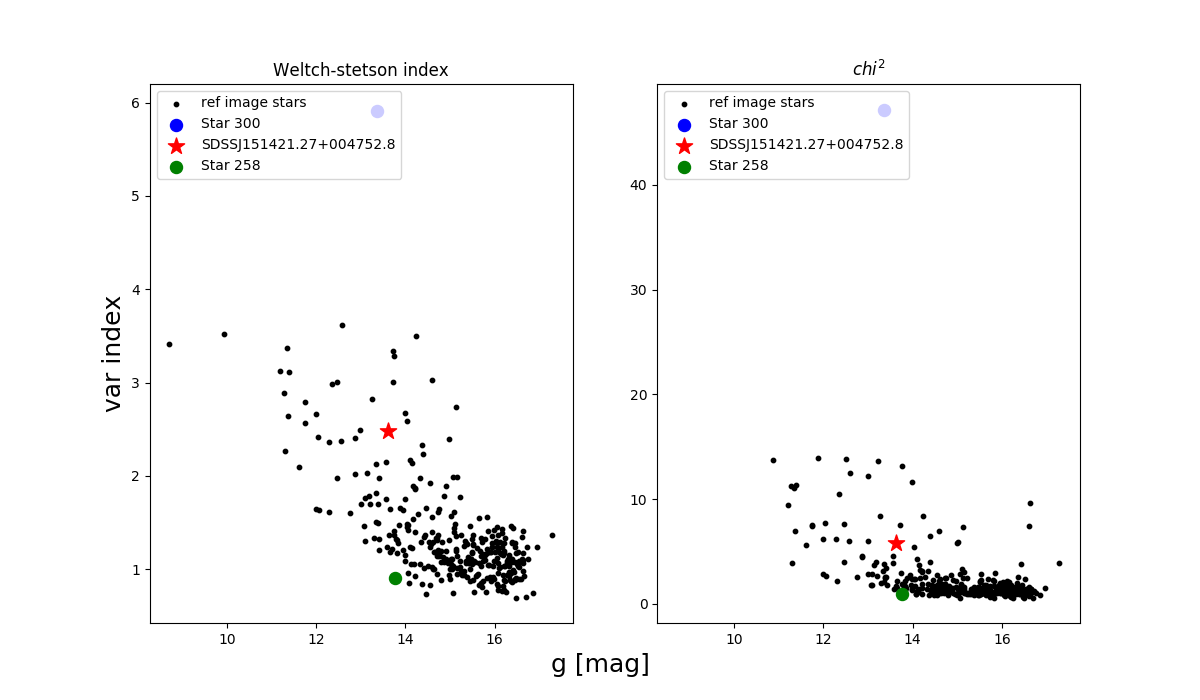 Weltch-stetson index
chi²
ref image stars
Star 300
SDSSJ151421.27+004752.8
Star 258
ref image stars
Star 300
SDSSJ151421.27+004752.8
Star 258
var index
6
5
4
3
2
1
10 12 14 16
40
30
20
10
0
10 12 14 16
g [mag]